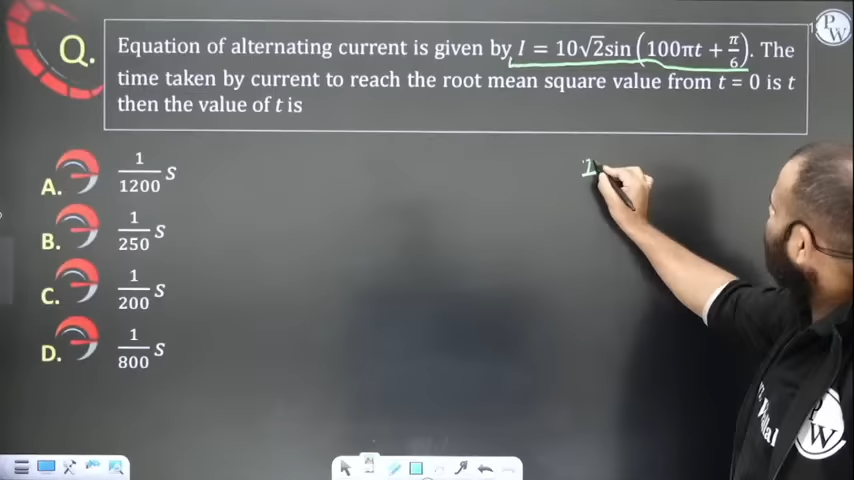 Q. Equation of alternating current is given by I = 10√2sin(100πt + π/6). The
time taken by current to reach the root mean square value from t = 0 is t
then the value of t is
A. 1/1200 s
B. 1/250 s
C. 1/200 s
D. 1/800 s
P
W
P
W